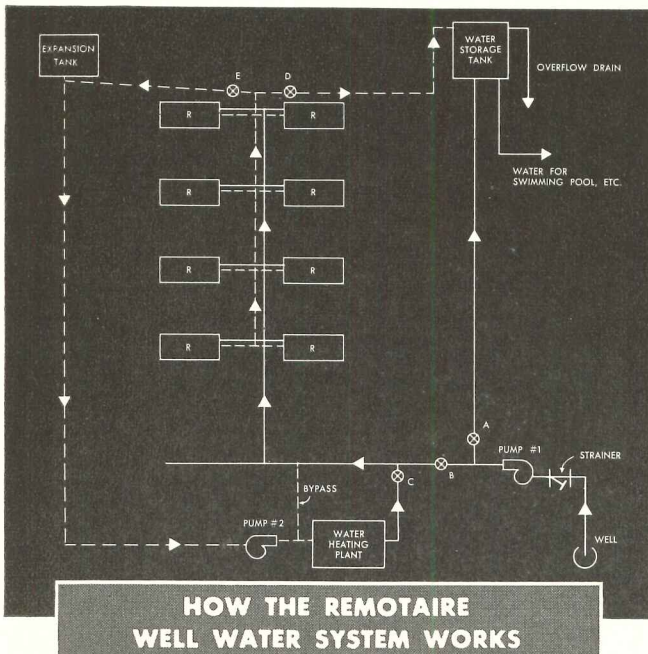 EXPANSION
TANK
E
D
WATER
STORAGE
TANK
OVERFLOW DRAIN
WATER FOR
SWIMMING POOL, ETC.
R
R
R
R
R
R
R
R
A
PUMP #1
STRAINER
C
B
BYPASS
PUMP #2
WATER
HEATING
PLANT
WELL
HOW THE REMOTAIRE
WELL WATER SYSTEM WORKS